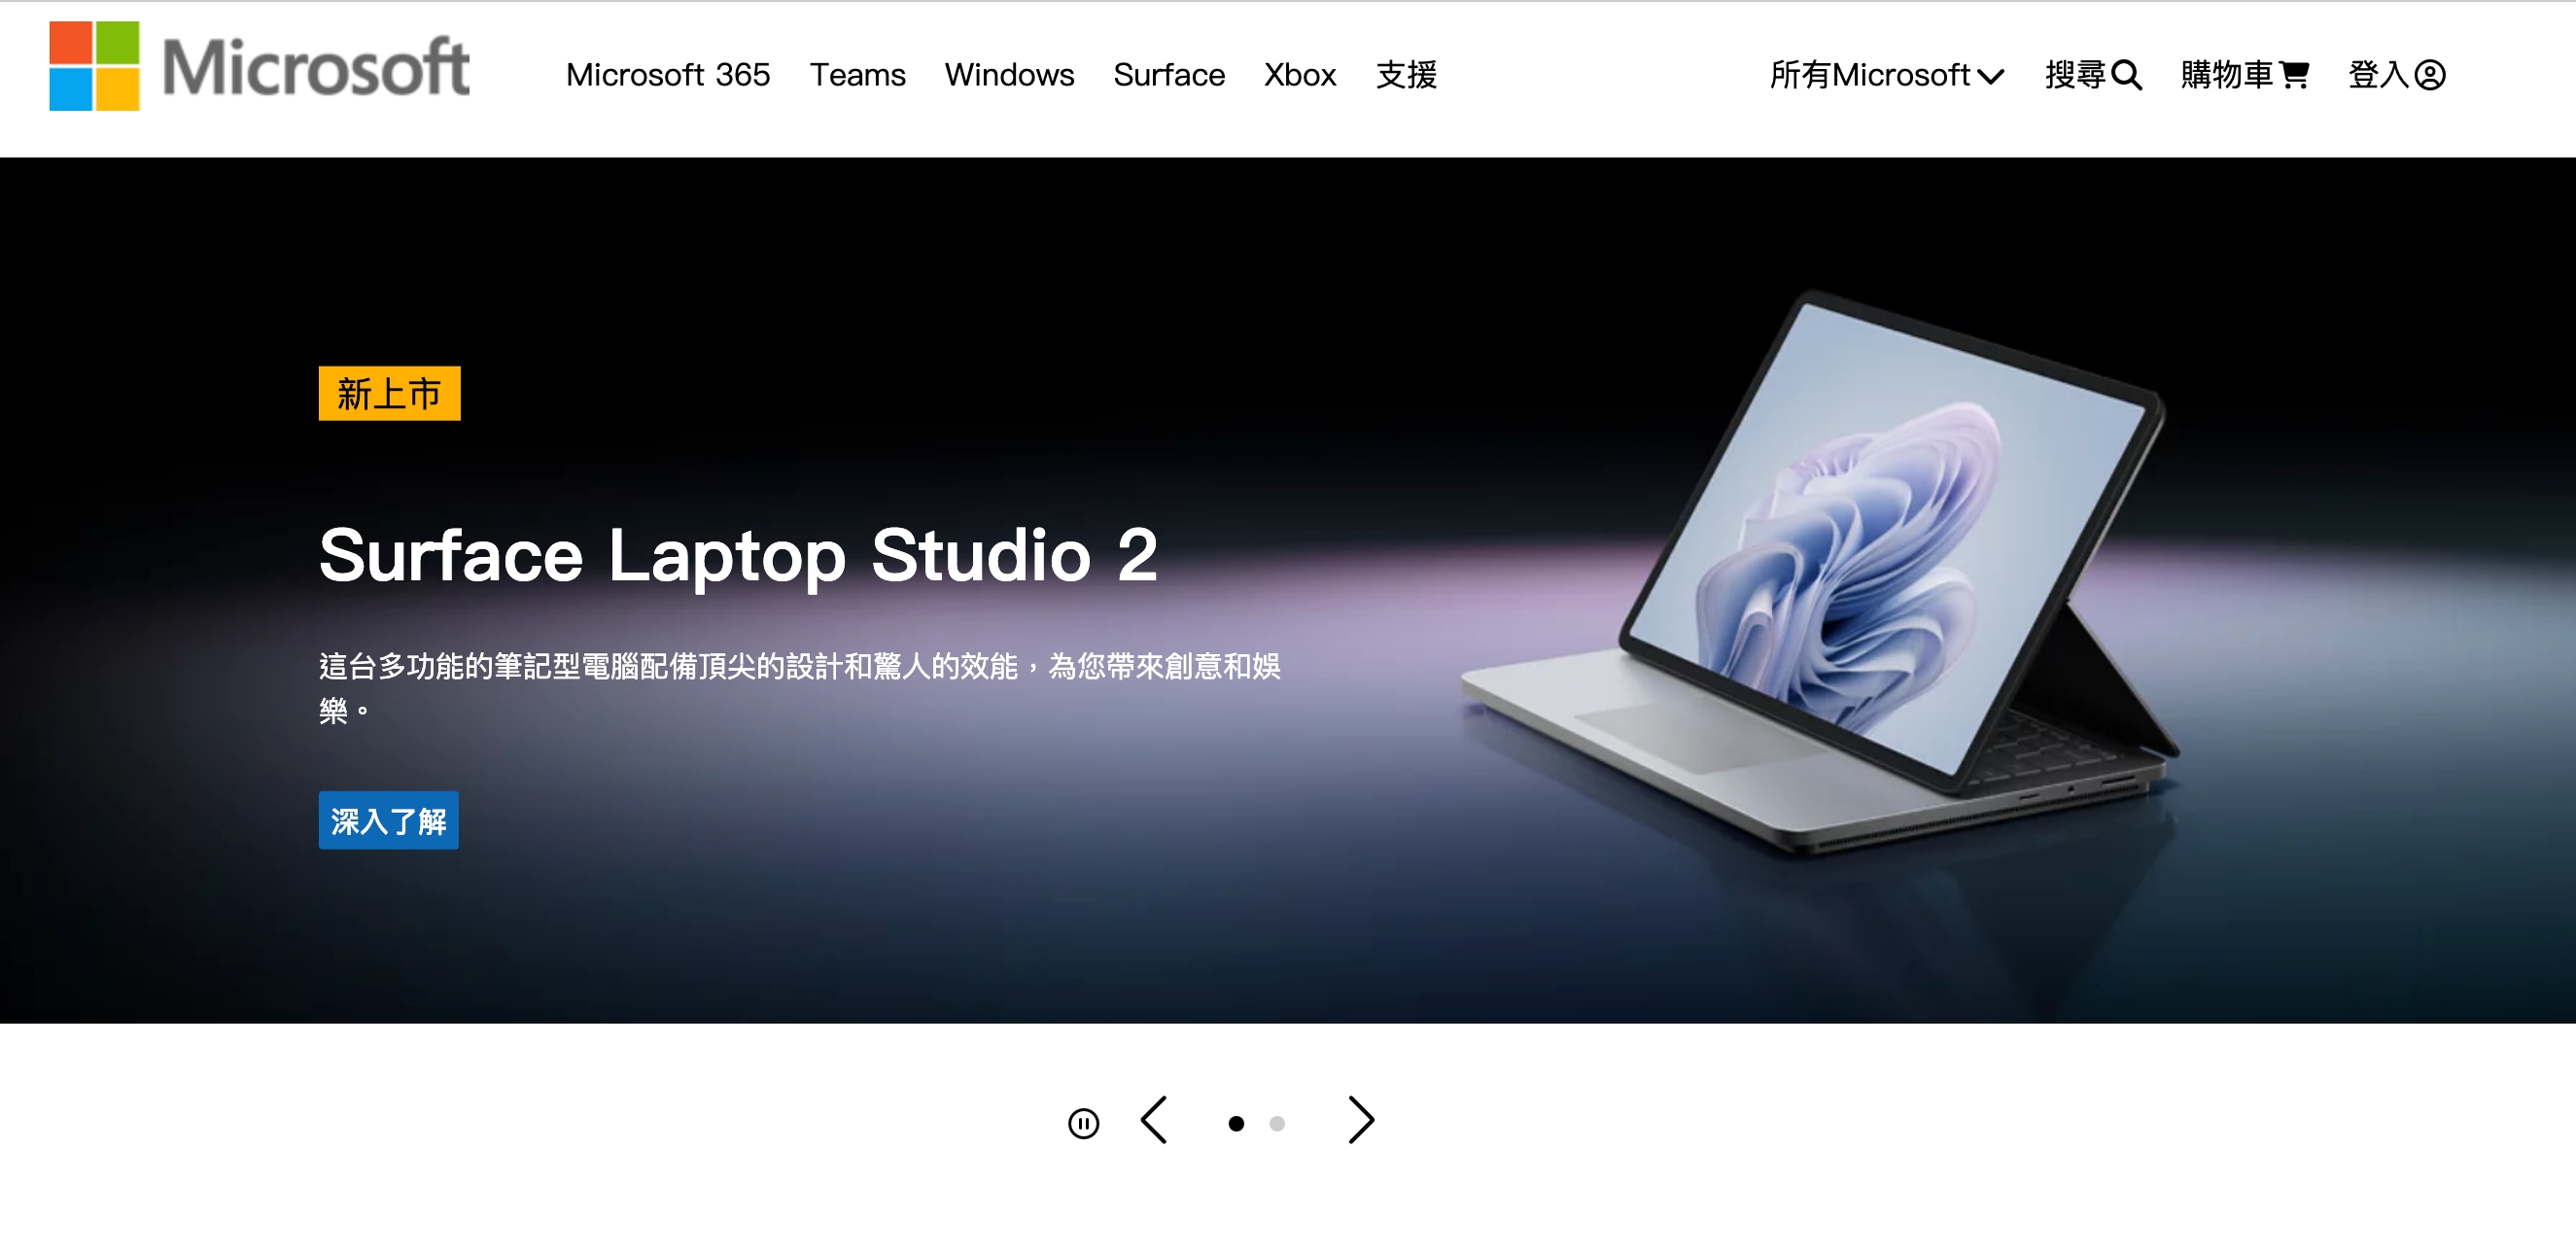 Microsoft
Microsoft 365 Teams Windows Surface Xbox 支援 所有Microsoft 搜尋 購物車 登入
新上市
Surface Laptop Studio 2
這台多功能的筆記型電腦配備頂尖的設計和驚人的效能，為您帶來創意和娛
樂。
深入了解